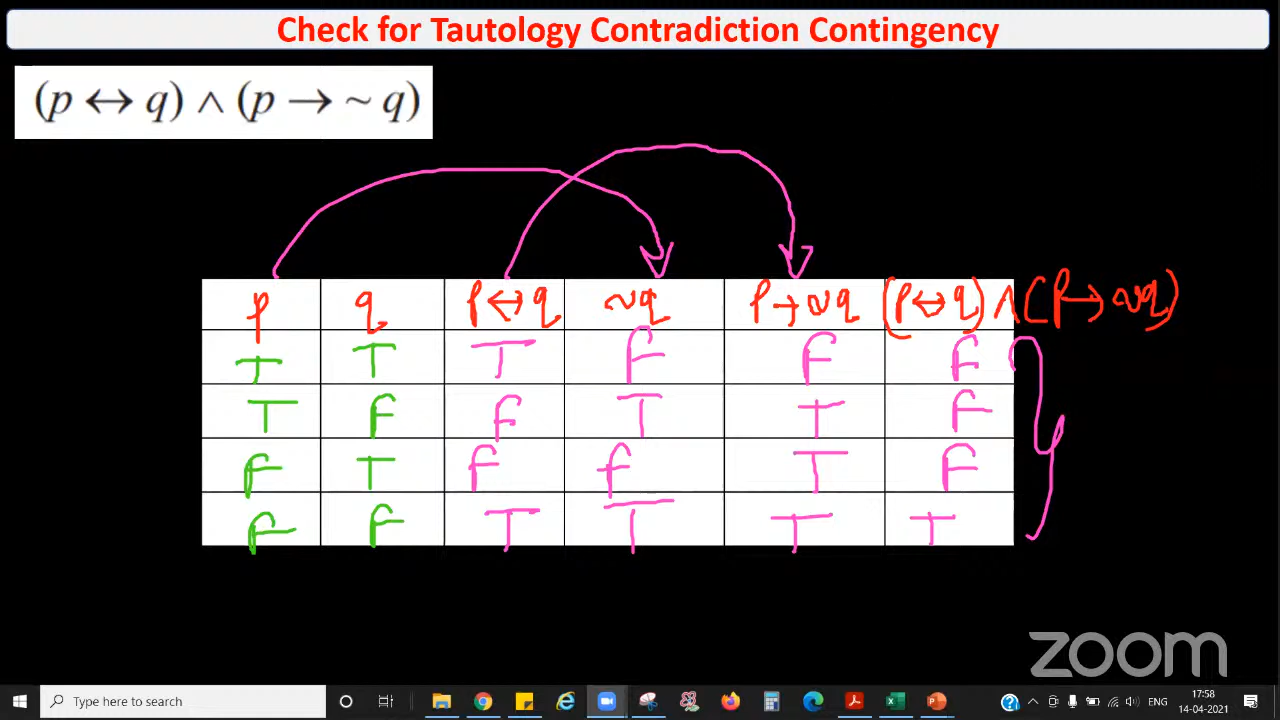 Check for Tautology Contradiction Contingency
(p ↔ q) ∧ (p → ~ q)
p q p↔q ~q p→~q (p↔q)∧(p→~q)
T T T F F F
T F F T T F
F T F F T F
F F T T T T
zoom
Type here to search
ENG
17:58
14-04-2021